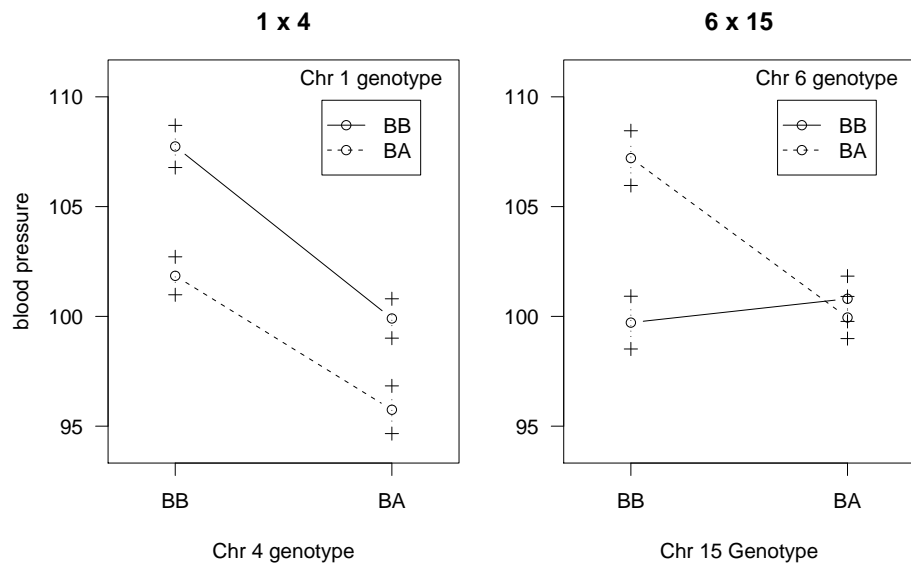 1 x 4
Chr 1 genotype
BB
BA
110
105
100
95
blood pressure
BB
BA
Chr 4 genotype
6 x 15
Chr 6 genotype
BB
BA
110
105
100
95
BB
BA
Chr 15 Genotype